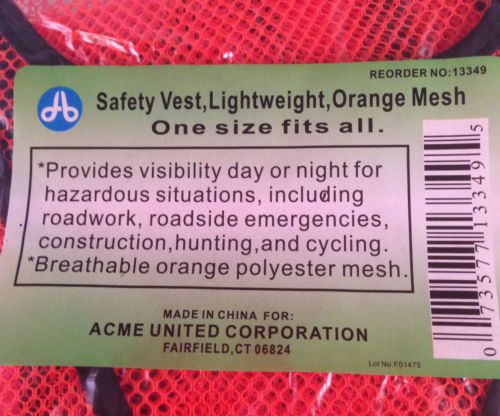 REORDER NO:13349
Safety Vest,Lightweight,Orange Mesh
One size fits all.
*Provides visibility day or night for
hazardous situations, including
roadwork, roadside emergencies,
construction,hunting,and cycling.
*Breathable orange polyester mesh.
MADE IN CHINA FOR:
ACME UNITED CORPORATION
FAIRFIELD,CT 06824
Lot No:F01475
0 73577 13349 5